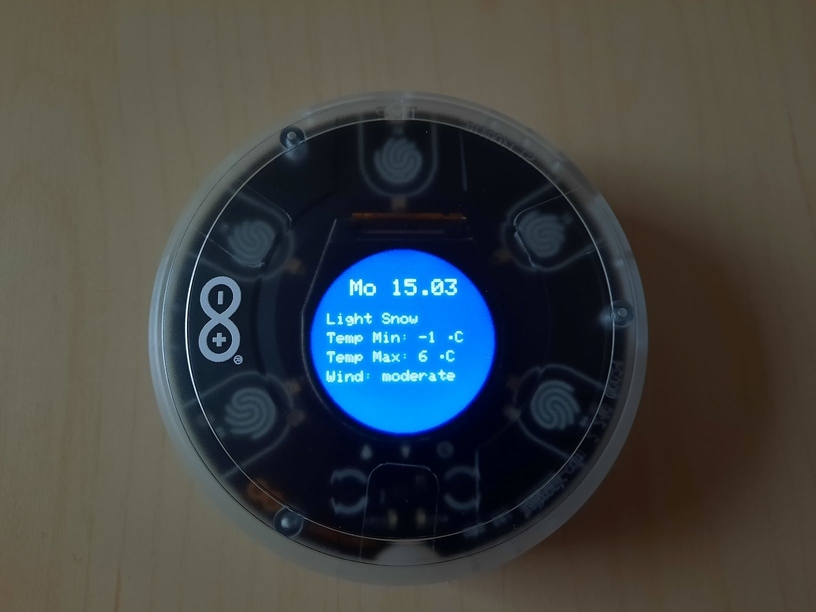 Mo 15.03
Light Snow
Temp Min: -1 °C
Temp Max: 6 °C
Wind: moderate